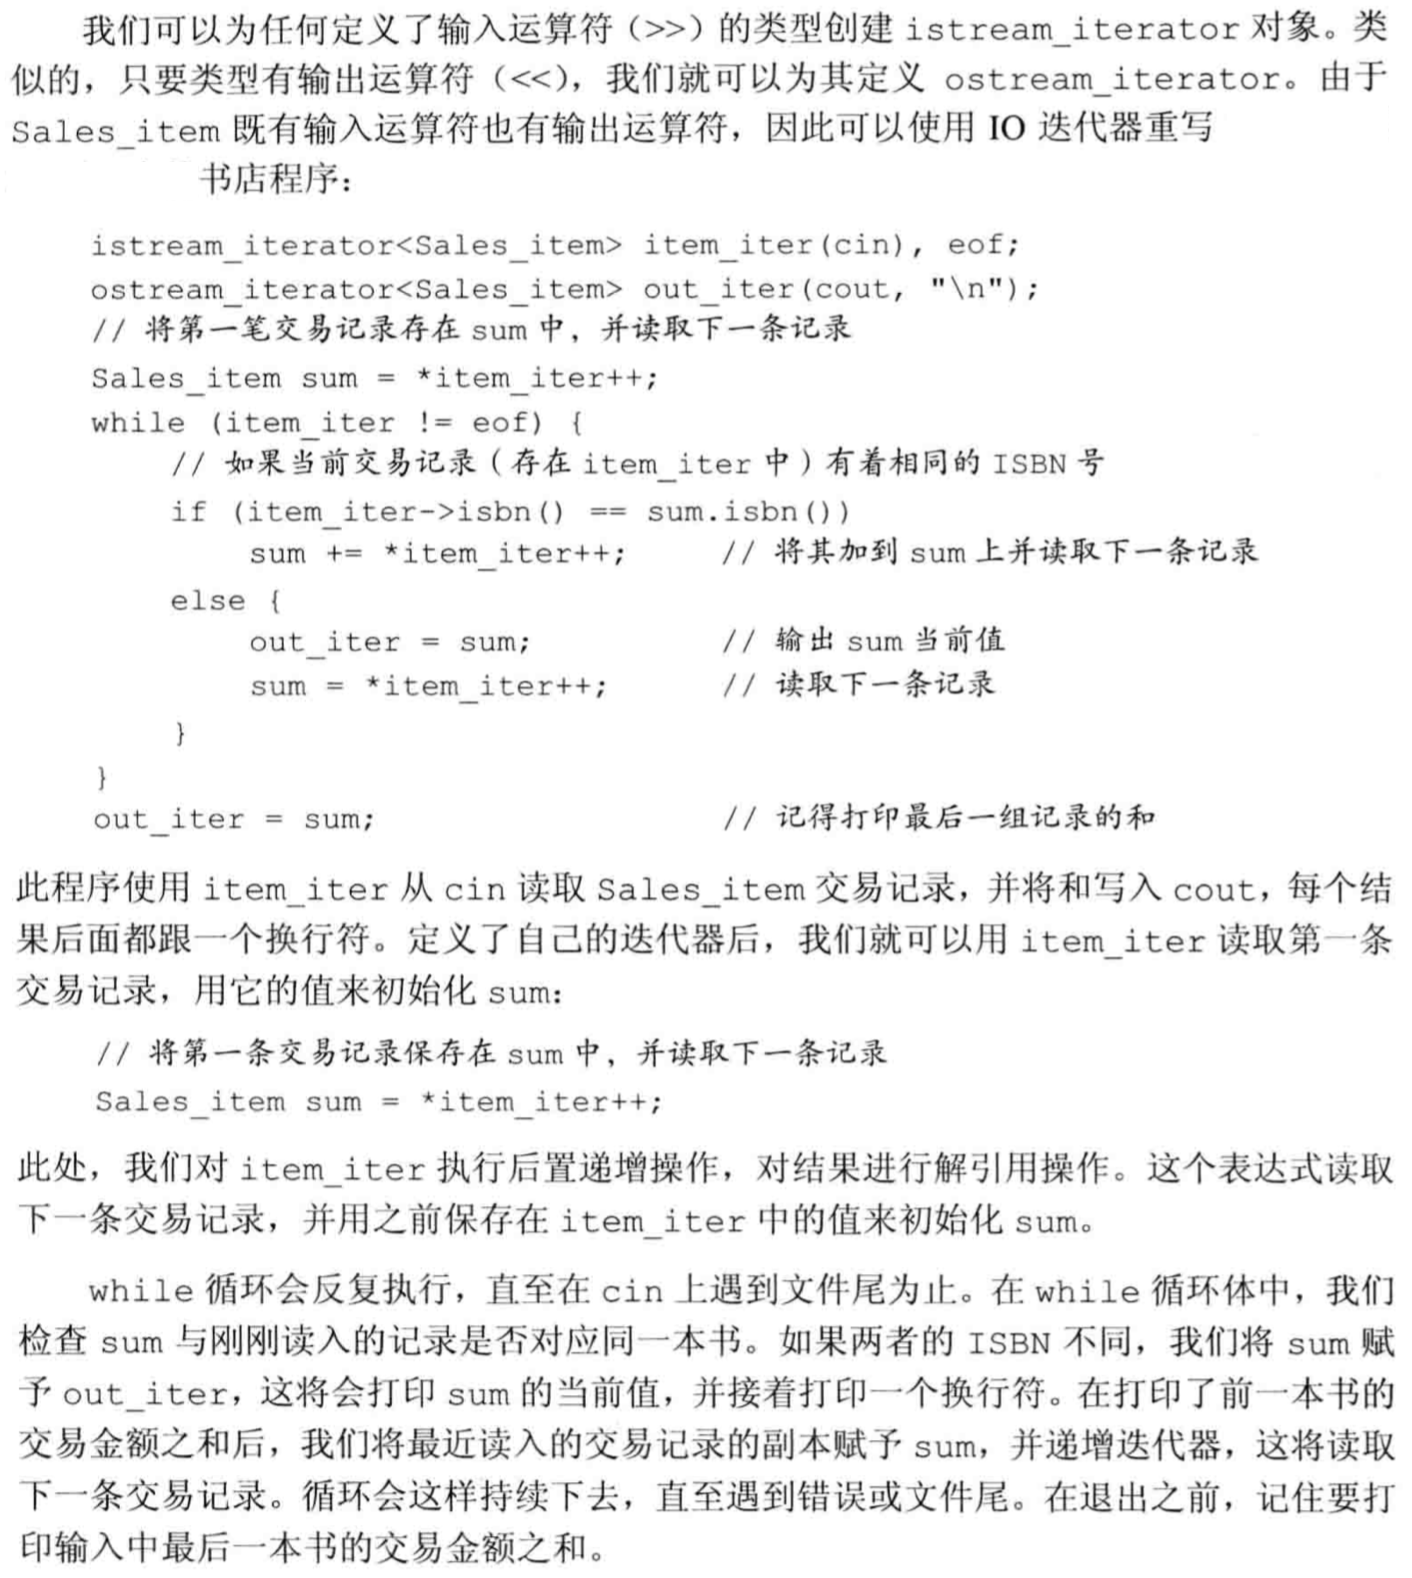 我们可以为任何定义了输入运算符（>>）的类型创建 istream_iterator 对象。类
似的，只要类型有输出运算符（<<），我们就可以为其定义 ostream_iterator。由于
Sales_item 既有输入运算符也有输出运算符，因此可以使用 IO 迭代器重写
书店程序：
istream_iterator<Sales_item> item_iter(cin), eof;
ostream_iterator<Sales_item> out_iter(cout, "\n");
// 将第一笔交易记录存在 sum 中，并读取下一条记录
Sales_item sum = *item_iter++;
while (item_iter != eof) {
// 如果当前交易记录（存在 item_iter 中）有着相同的 ISBN 号
if (item_iter->isbn() == sum.isbn())
sum += *item_iter++; // 将其加到 sum 上并读取下一条记录
else {
out_iter = sum; // 输出 sum 当前值
sum = *item_iter++; // 读取下一条记录
}
}
out_iter = sum; // 记得打印最后一组记录的和
此程序使用 item_iter 从 cin 读取 Sales_item 交易记录，并将和写入 cout，每个结
果后面都跟一个换行符。定义了自己的迭代器后，我们就可以用 item_iter 读取第一条
交易记录，用它的值来初始化 sum：
// 将第一条交易记录保存在 sum 中，并读取下一条记录
Sales_item sum = *item_iter++;
此处，我们对 item_iter 执行后置递增操作，对结果进行解引用操作。这个表达式读取
下一条交易记录，并用之前保存在 item_iter 中的值来初始化 sum。
while 循环会反复执行，直至在 cin 上遇到文件尾为止。在 while 循环体中，我们
检查 sum 与刚刚读入的记录是否对应同一本书。如果两者的 ISBN 不同，我们将 sum 赋
予 out_iter，这将会打印 sum 的当前值，并接着打印一个换行符。在打印了前一本书的
交易金额之和后，我们将最近读入的交易记录的副本赋予 sum，并递增迭代器，这将读取
下一条交易记录。循环会这样持续下去，直至遇到错误或文件尾。在退出之前，记住要打
印输入中最后一本书的交易金额之和。